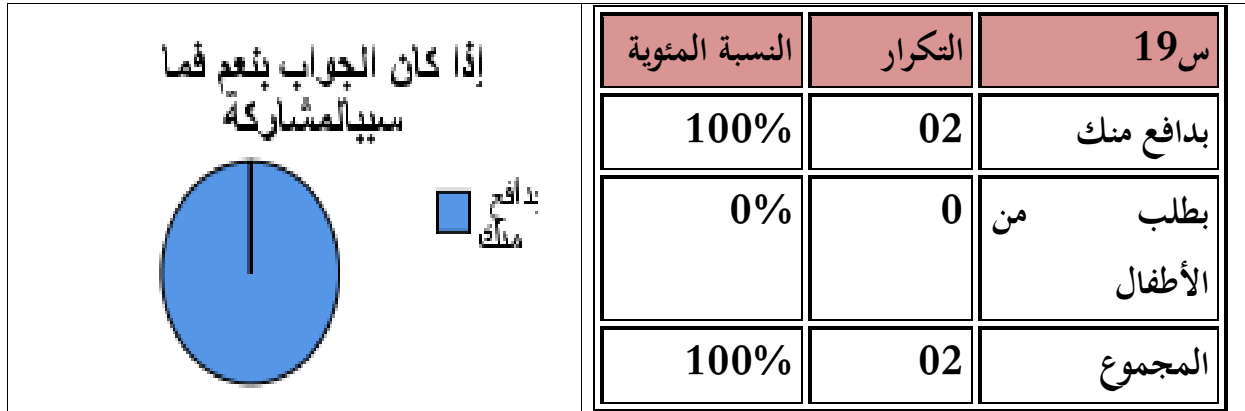 إذا كان الجواب بنعم فما
سببالمشاركة
بدافع
منك
س19 التكرار النسبة المئوية
بدافع منك 02 100%
بطلب من 0 0%
الأطفال
المجموع 02 100%